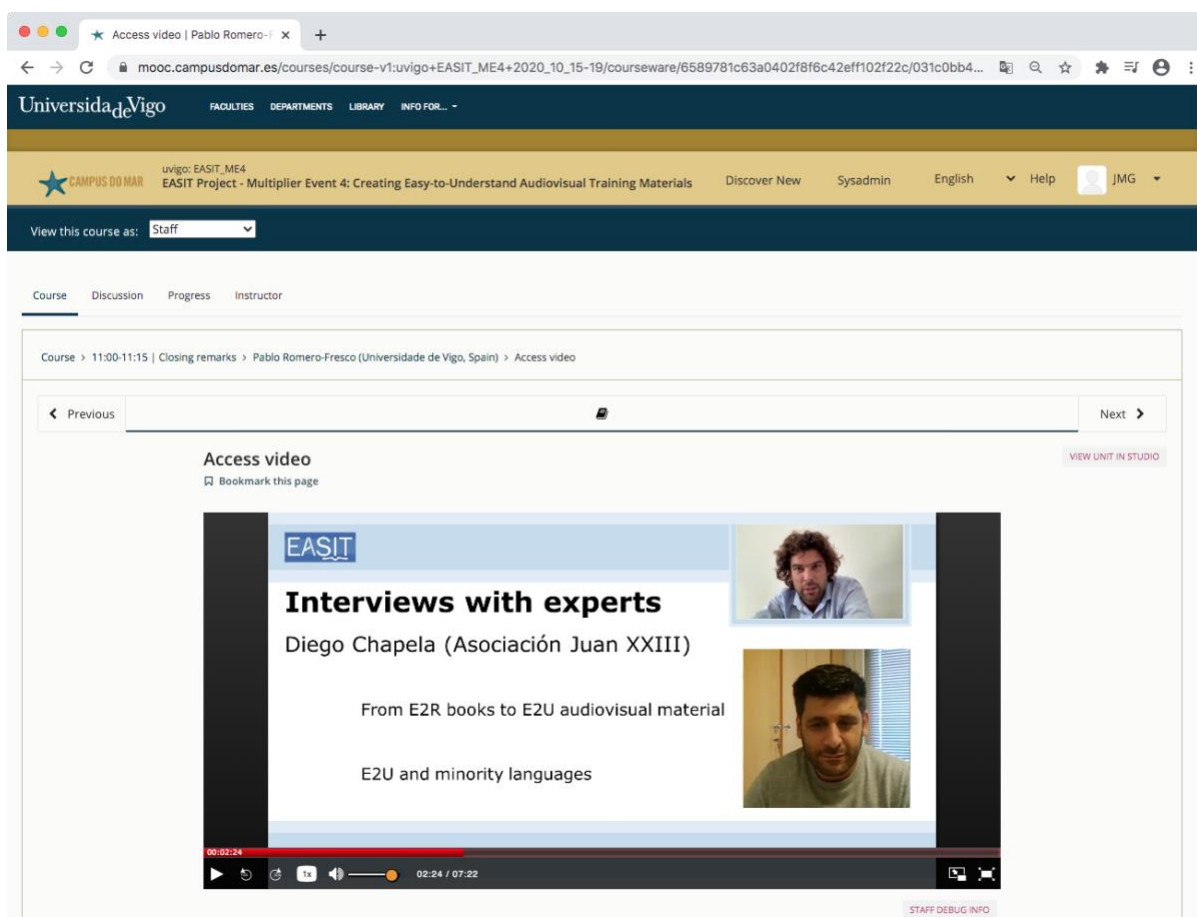 Access video | Pablo Romero-F
mooc.campusdomar.es/courses/course-v1:uvigo+EASIT_ME4+2020_10_15-19/courseware/6589781c63a0402f8f6c42eff102f22c/031c0bb4...
UniversidadeVigo FACULTIES DEPARTMENTS LIBRARY INFO FOR...
CAMPUS DO MAR
uvigo: EASIT_ME4
EASIT Project - Multiplier Event 4: Creating Easy-to-Understand Audiovisual Training Materials
Discover New Sysadmin English Help JMG
View this course as: Staff
Course Discussion Progress Instructor
Course > 11:00-11:15 | Closing remarks > Pablo Romero-Fresco (Universidade de Vigo, Spain) > Access video
Previous Next
Access video VIEW UNIT IN STUDIO
Bookmark this page
EASIT
Interviews with experts
Diego Chapela (Asociación Juan XXIII)
From E2R books to E2U audiovisual material
E2U and minority languages
00:02:24
1x 02:24 / 07:22
STAFF DEBUG INFO